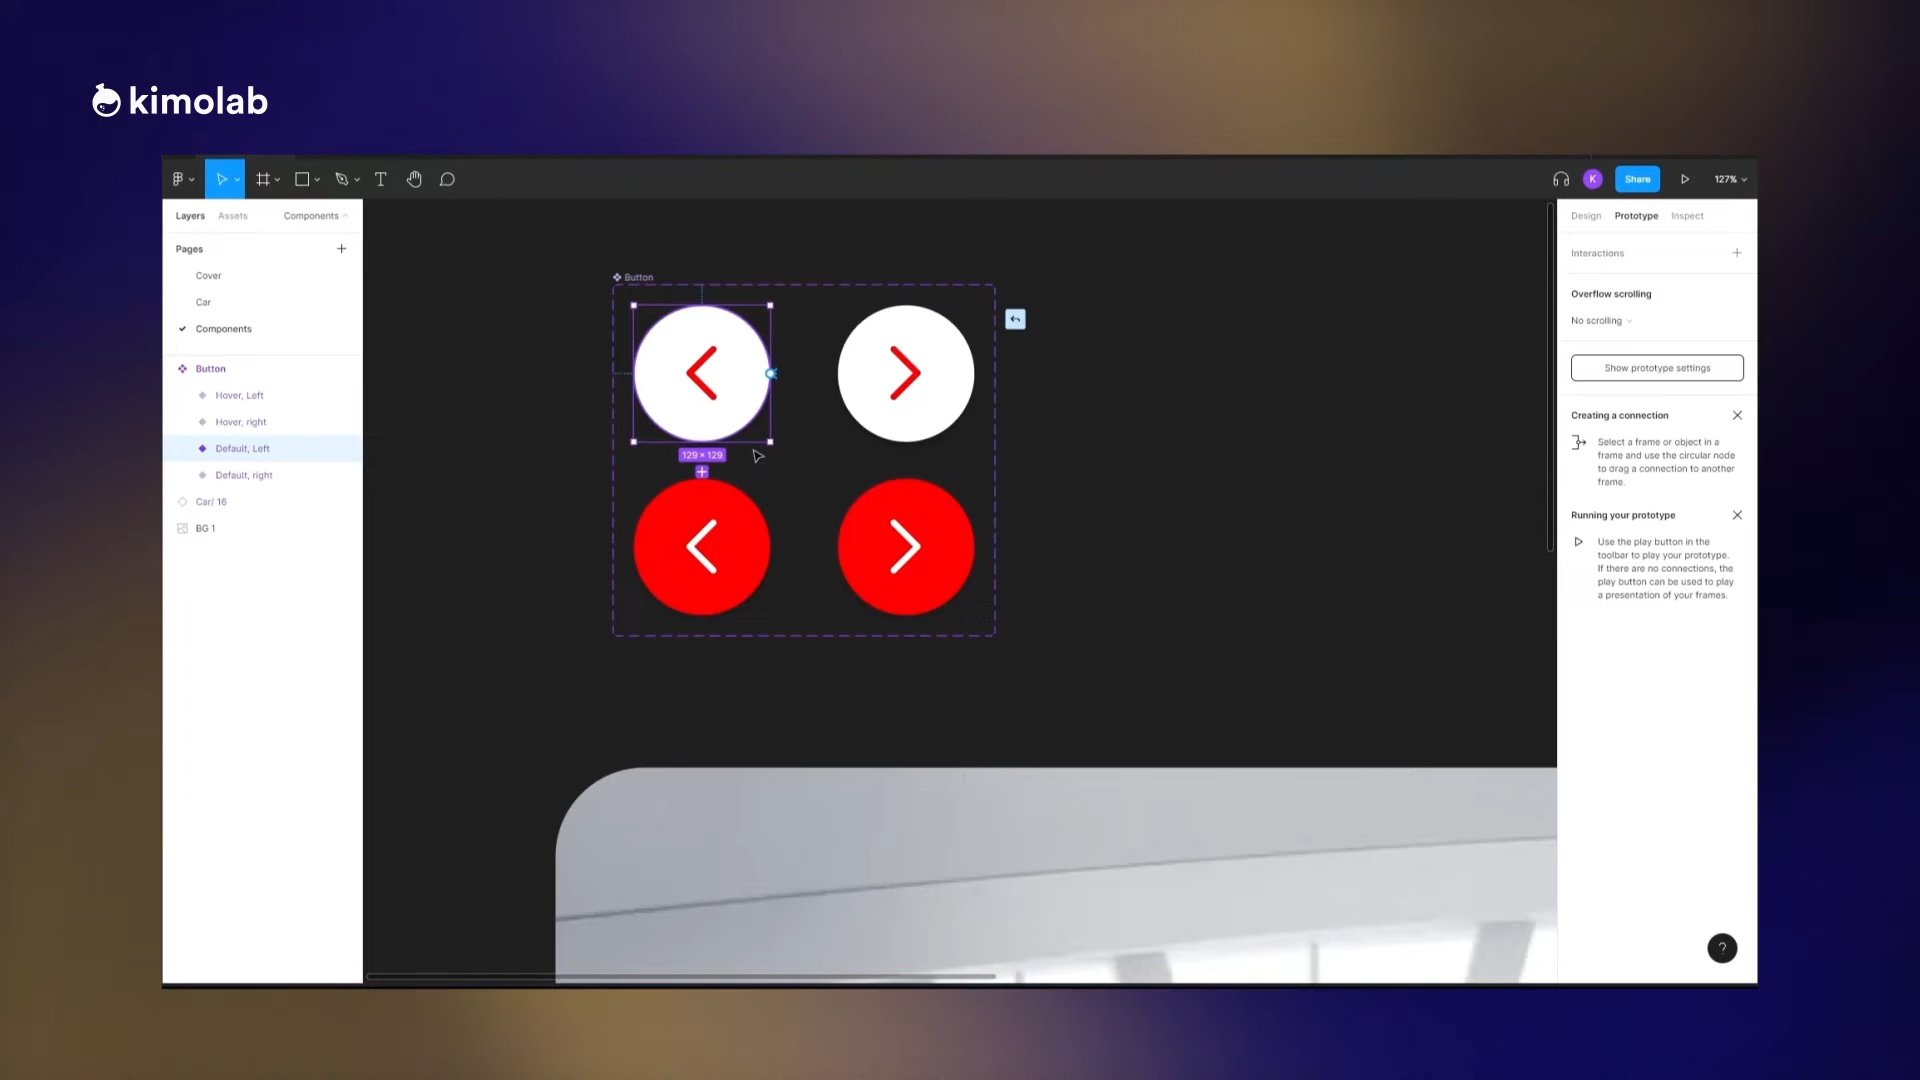 kimolab
K
Share
127%
Layers
Assets
Components
Design
Prototype
Inspect
Pages
Cover
Car
Components
Button
Hover, Left
Hover, right
Default, Left
Default, right
Car/ 16
BG 1
Button
129 × 129
Interactions
Overflow scrolling
No scrolling
Show prototype settings
Creating a connection
Select a frame or object in a
frame and use the circular node
to drag a connection to another
frame.
Running your prototype
Use the play button in the
toolbar to play your prototype.
If there are no connections, the
play button can be used to play
a presentation of your frames.
?